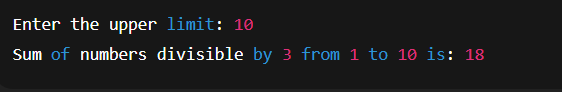 Enter the upper limit: 10
Sum of numbers divisible by 3 from 1 to 10 is: 18